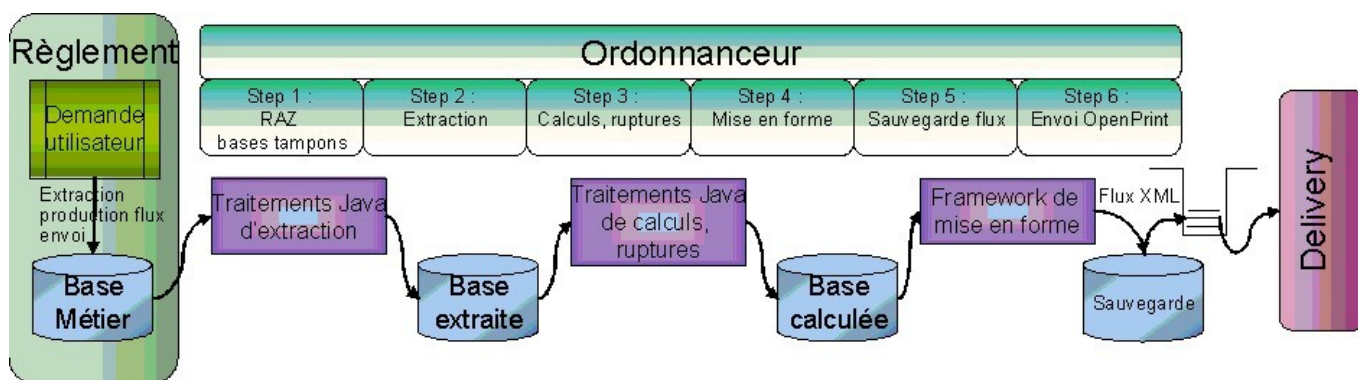 Règlement
Demande
utilisateur
Extraction
production flux
envoi
Base
Métier
Ordonnanceur
Step 1 :
RAZ
bases tampons
Step 2 :
Extraction
Step 3 :
Calculs, ruptures
Step 4 :
Mise en forme
Step 5 :
Sauvegarde flux
Step 6 :
Envoi OpenPrint
Traitements Java
d'extraction
Base
extraite
Traitements Java
de calculs,
ruptures
Base
calculée
Framework de
mise en forme
Flux XML
Sauvegarde
Delivery